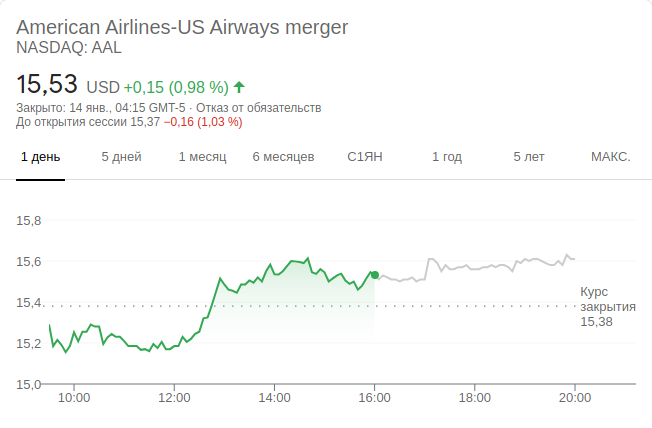 American Airlines-US Airways merger
NASDAQ: AAL
15,53 USD +0,15 (0,98 %)
Закрыто: 14 янв., 04:15 GMT-5 · Отказ от обязательств
До открытия сессии 15,37 −0,16 (1,03 %)
1 день 5 дней 1 месяц 6 месяцев С1ЯН 1 год 5 лет МАКС.
15,8
15,6
15,4
15,2
15,0
Курс
закрытия
15,38
10:00 12:00 14:00 16:00 18:00 20:00